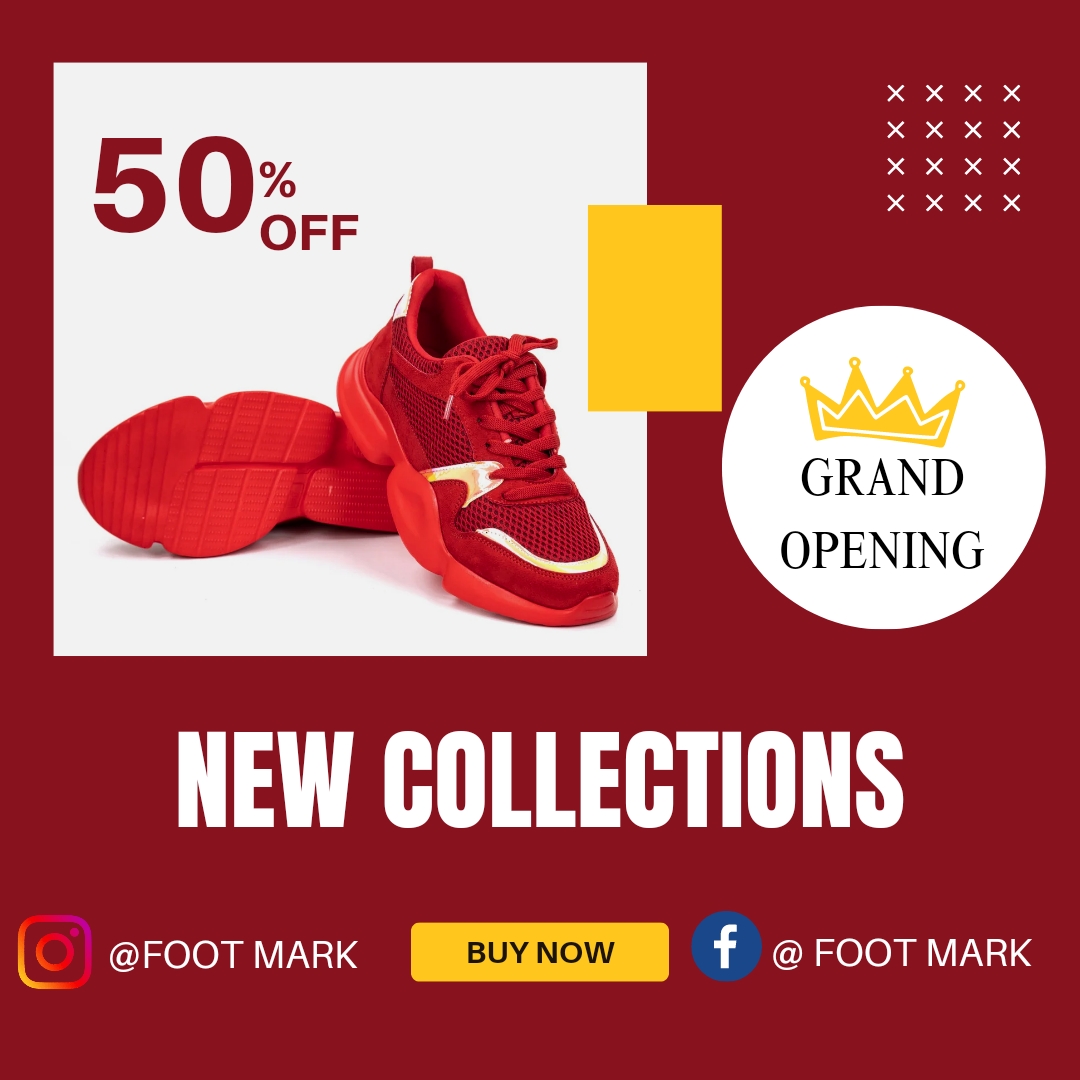 50%
OFF
GRAND
OPENING
NEW COLLECTIONS
@FOOT MARK
BUY NOW
@ FOOT MARK